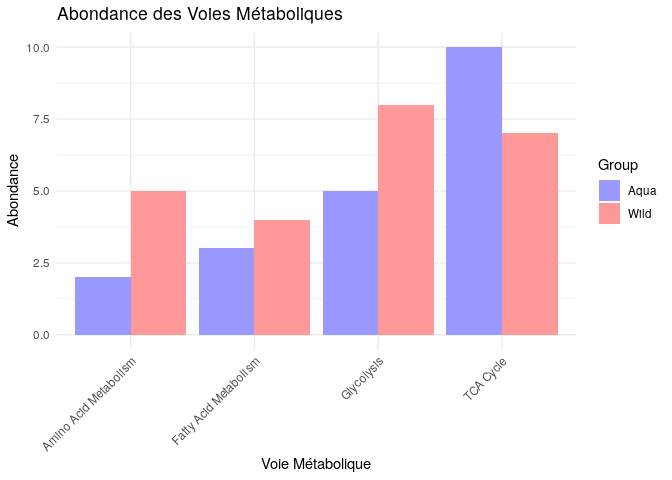 Abondance des Voies Métaboliques
10.0
7.5
5.0
2.5
0.0
Abondance
Amino Acid Metabolism
Fatty Acid Metabolism
Glycolysis
TCA Cycle
Voie Métabolique
Group
Aqua
Wild